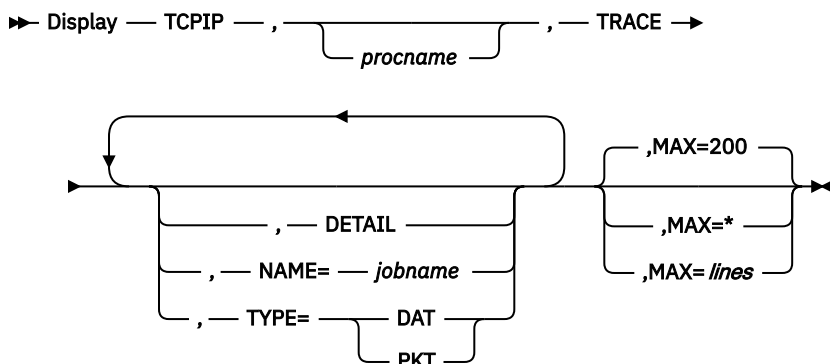 Display TCPIP , procname , TRACE
,MAX=200
, DETAIL ,MAX=*
, NAME= jobname ,MAX=lines
, TYPE= DAT
PKT